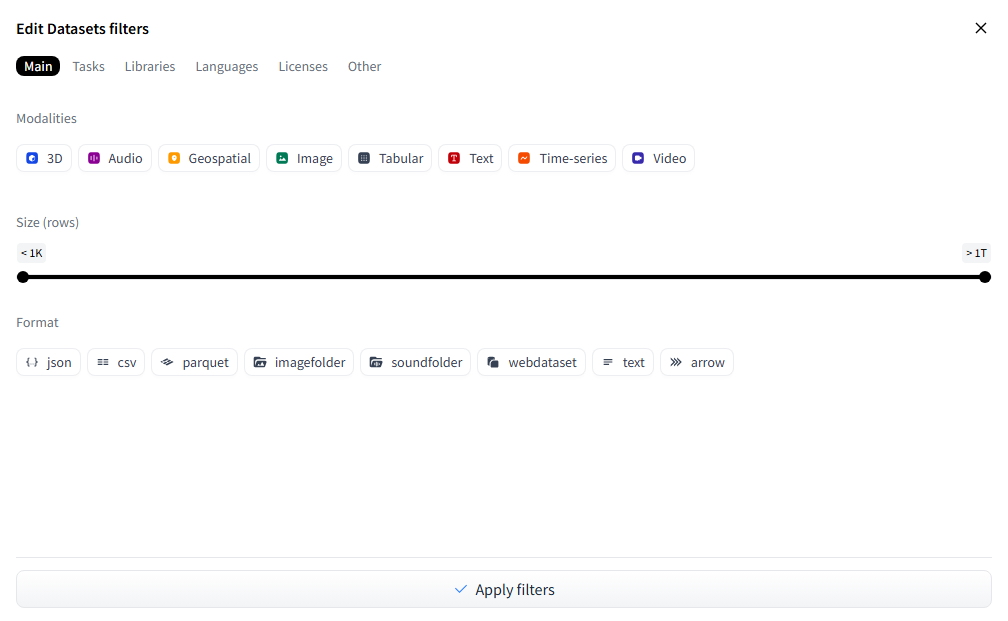 Edit Datasets filters
Main Tasks Libraries Languages Licenses Other
Modalities
3D Audio Geospatial Image Tabular Text Time-series Video
Size (rows)
< 1K > 1T
Format
json csv parquet imagefolder soundfolder webdataset text arrow
Apply filters